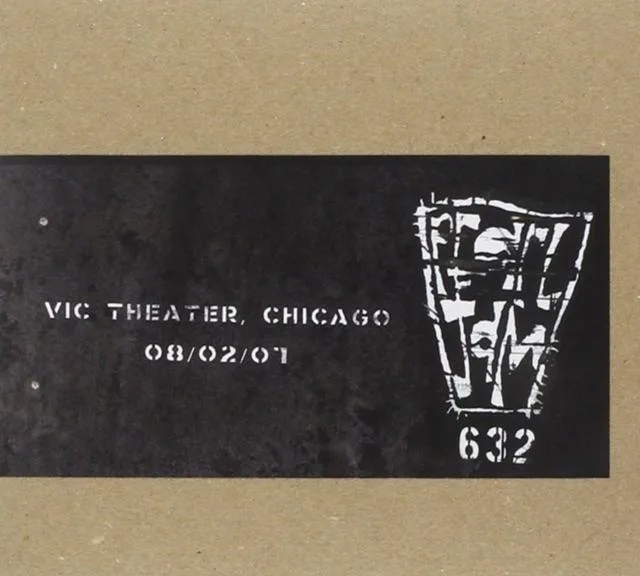 VIC THEATER, CHICAGO
08/02/07
632